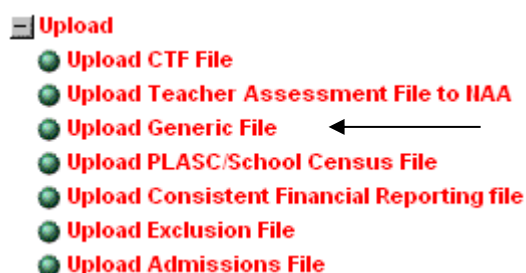 Upload
Upload CTF File
Upload Teacher Assessment File to NAA
Upload Generic File
Upload PLASC/School Census File
Upload Consistent Financial Reporting file
Upload Exclusion File
Upload Admissions File